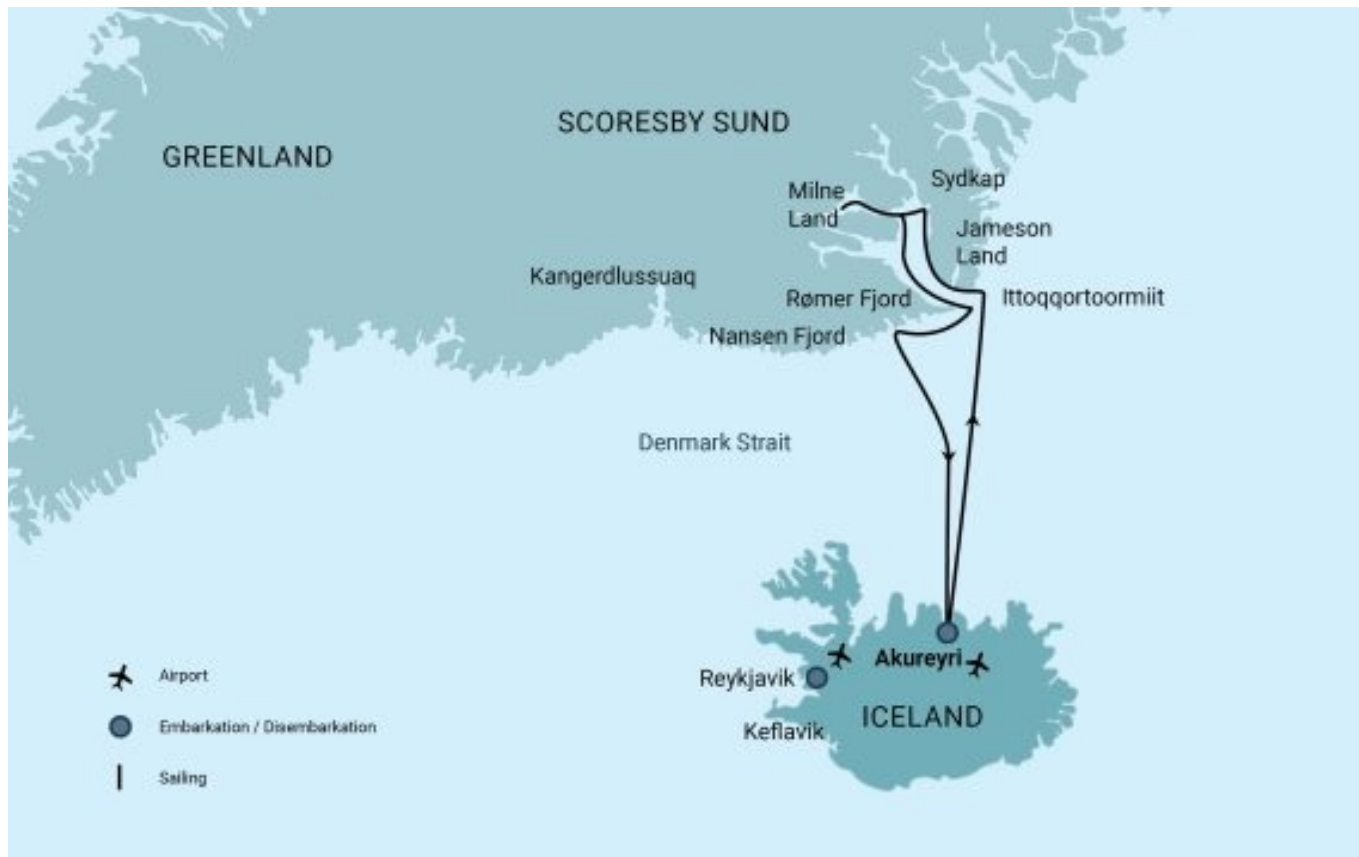 SCORESBY SUND
GREENLAND
Sydkap
Milne
Land
Jameson
Land
Kangerdlussuaq
Rømer Fjord
Ittoqqortoormiit
Nansen Fjord
Denmark Strait
Akureyri
Reykjavik
ICELAND
Keflavik
Airport
Embarkation / Disembarkation
Sailing